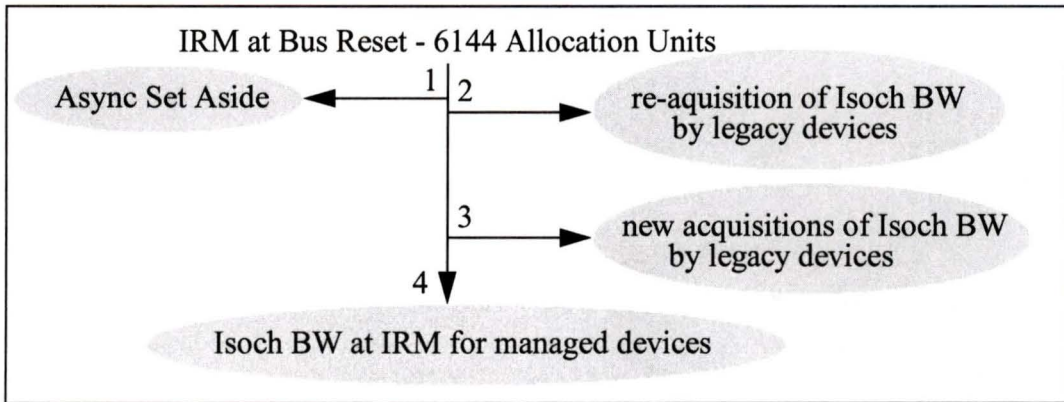 IRM at Bus Reset - 6144 Allocation Units
1
2
Async Set Aside
re-aquisition of Isoch BW
by legacy devices
3
new acquisitions of Isoch BW
by legacy devices
4
Isoch BW at IRM for managed devices